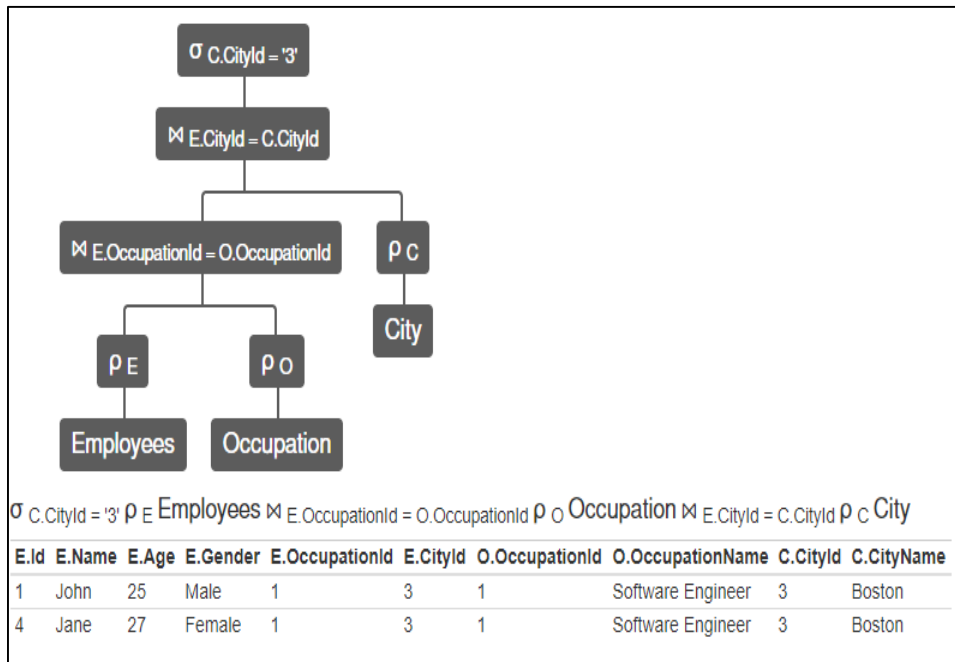 σ C.CityId = '3'
⋈ E.CityId = C.CityId
⋈ E.OccupationId = O.OccupationId
ρ C
City
ρ E
ρ O
Employees
Occupation
σ C.CityId = '3' ρ E Employees ⋈ E.OccupationId = O.OccupationId ρ O Occupation ⋈ E.CityId = C.CityId ρ C City
E.Id E.Name E.Age E.Gender E.OccupationId E.CityId O.OccupationId O.OccupationName C.CityId C.CityName
1 John 25 Male 1 3 1 Software Engineer 3 Boston
4 Jane 27 Female 1 3 1 Software Engineer 3 Boston